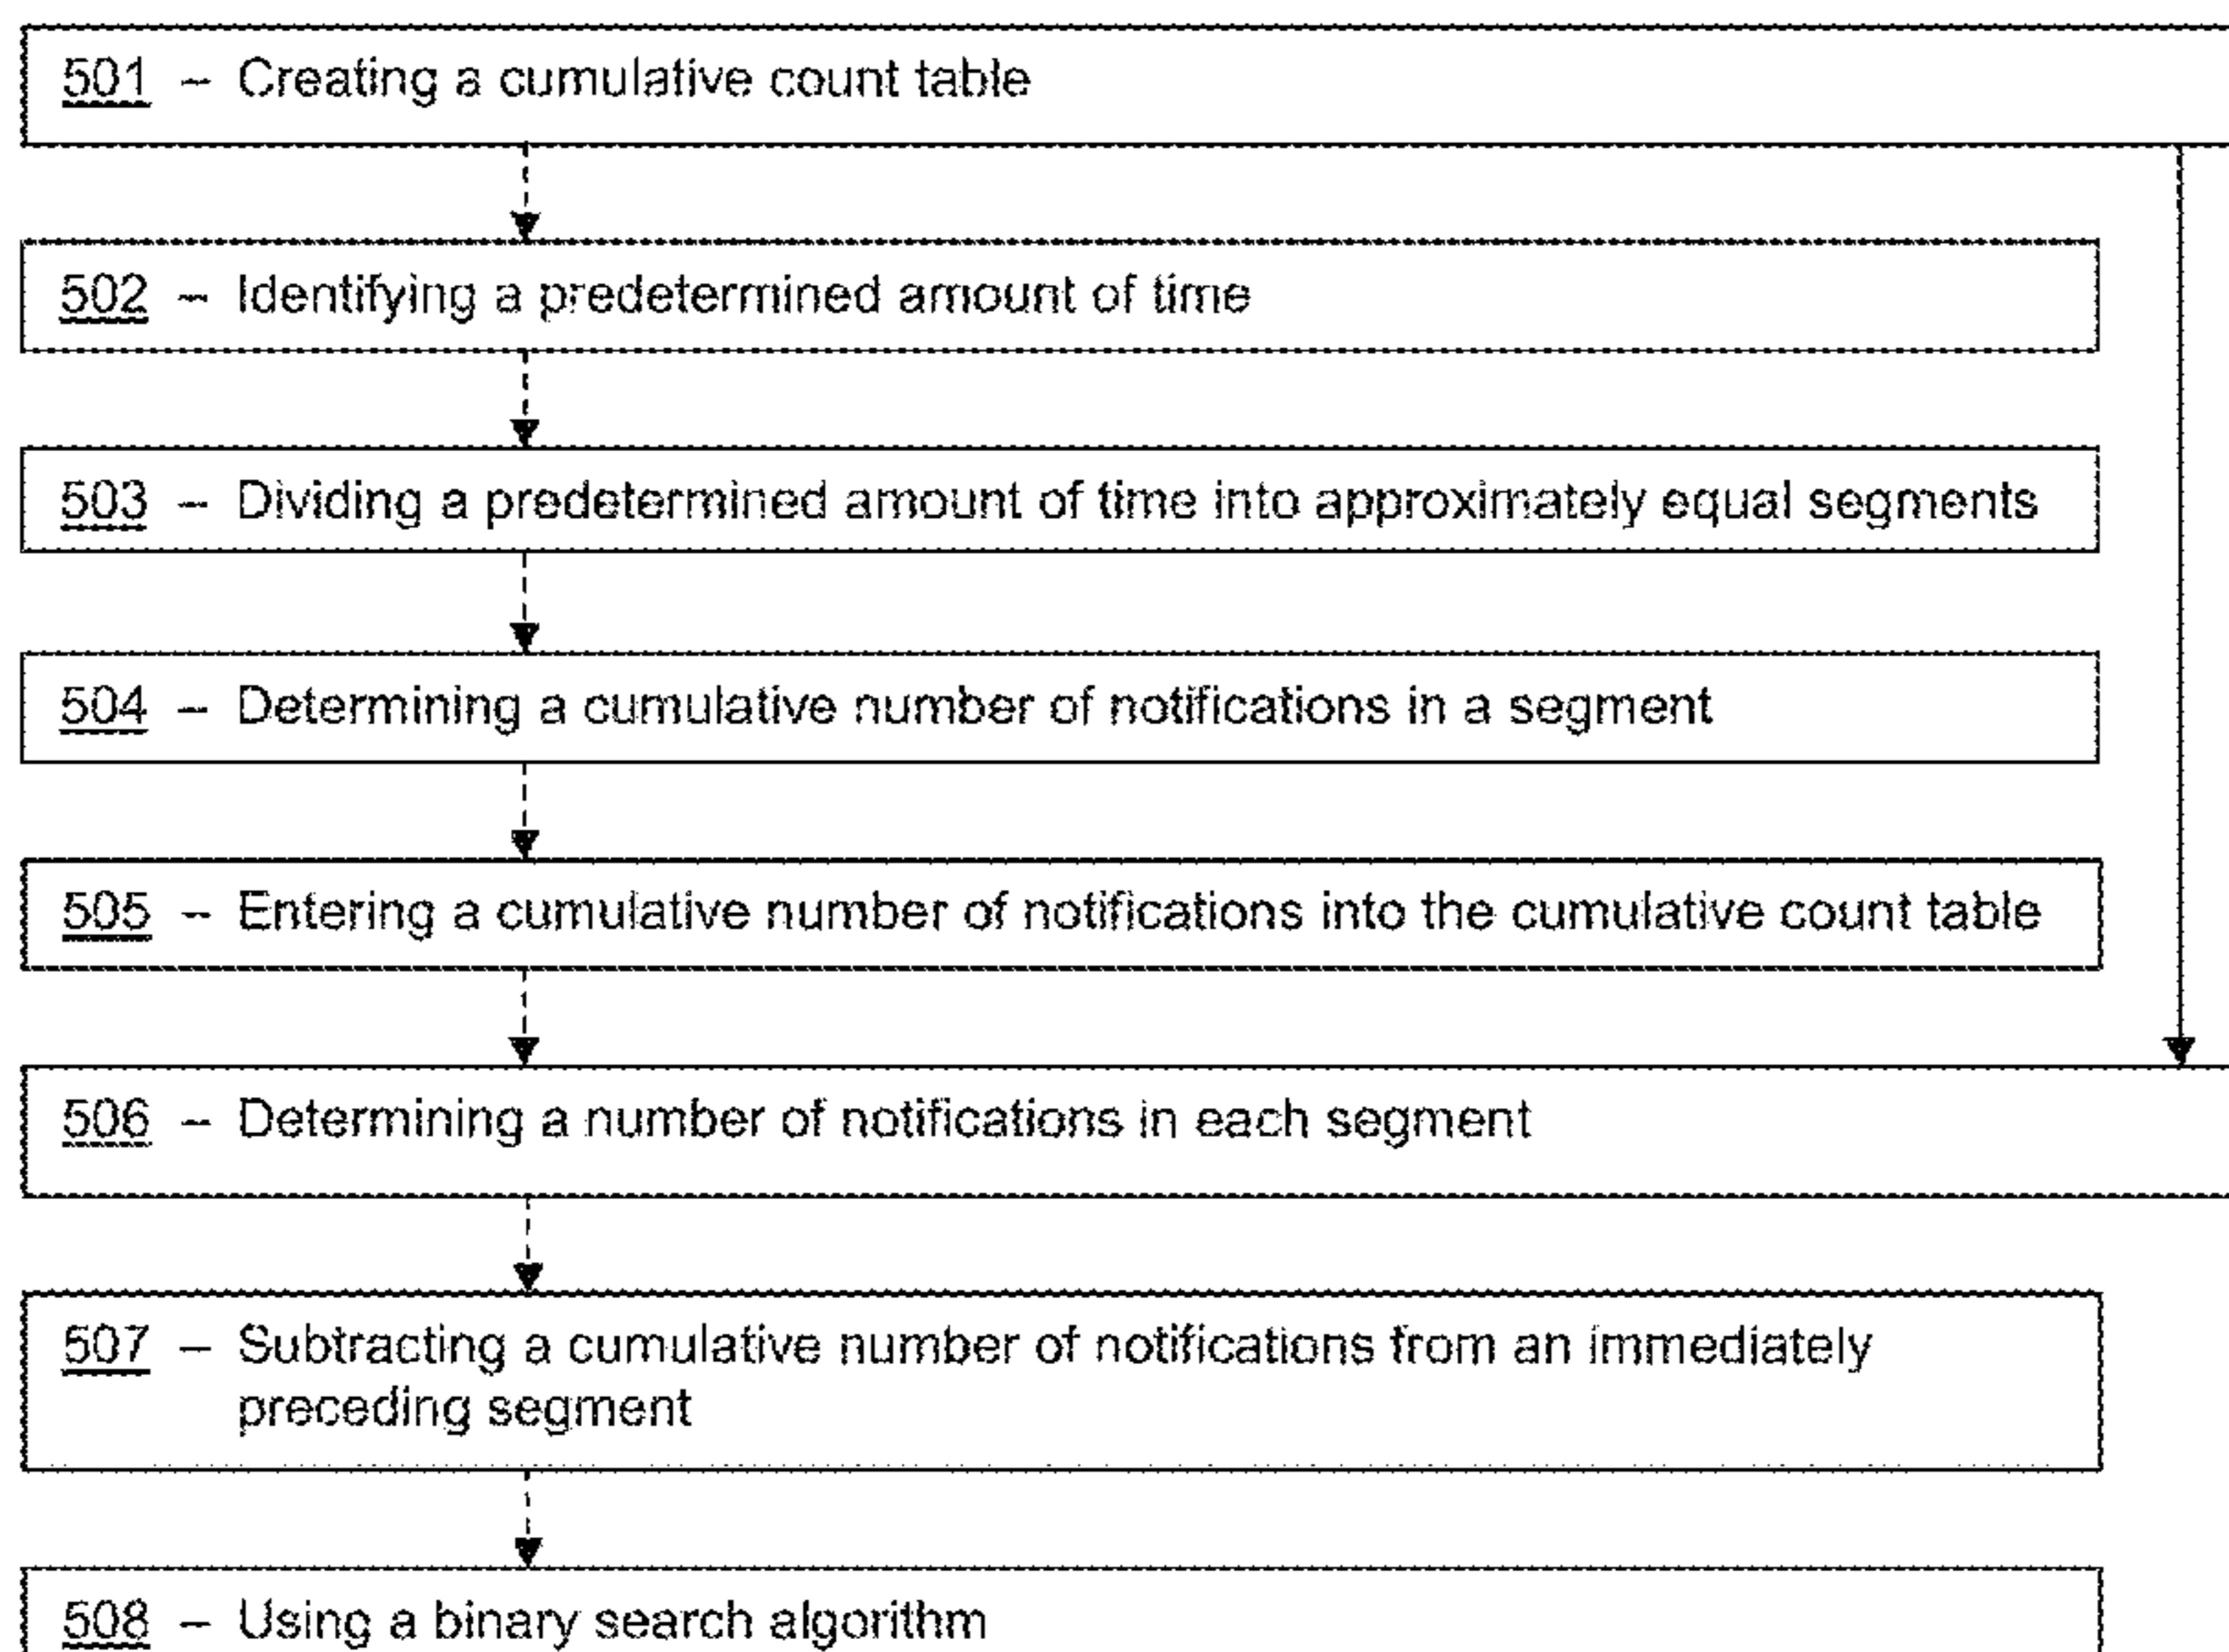 501 – Creating a cumulative count table
502 – Identifying a predetermined amount of time
503 – Dividing a predetermined amount of time into approximately equal segments
504 – Determining a cumulative number of notifications in a segment
505 – Entering a cumulative number of notifications into the cumulative count table
506 – Determining a number of notifications in each segment
507 – Subtracting a cumulative number of notifications from an immediately
preceding segment
508 – Using a binary search algorithm